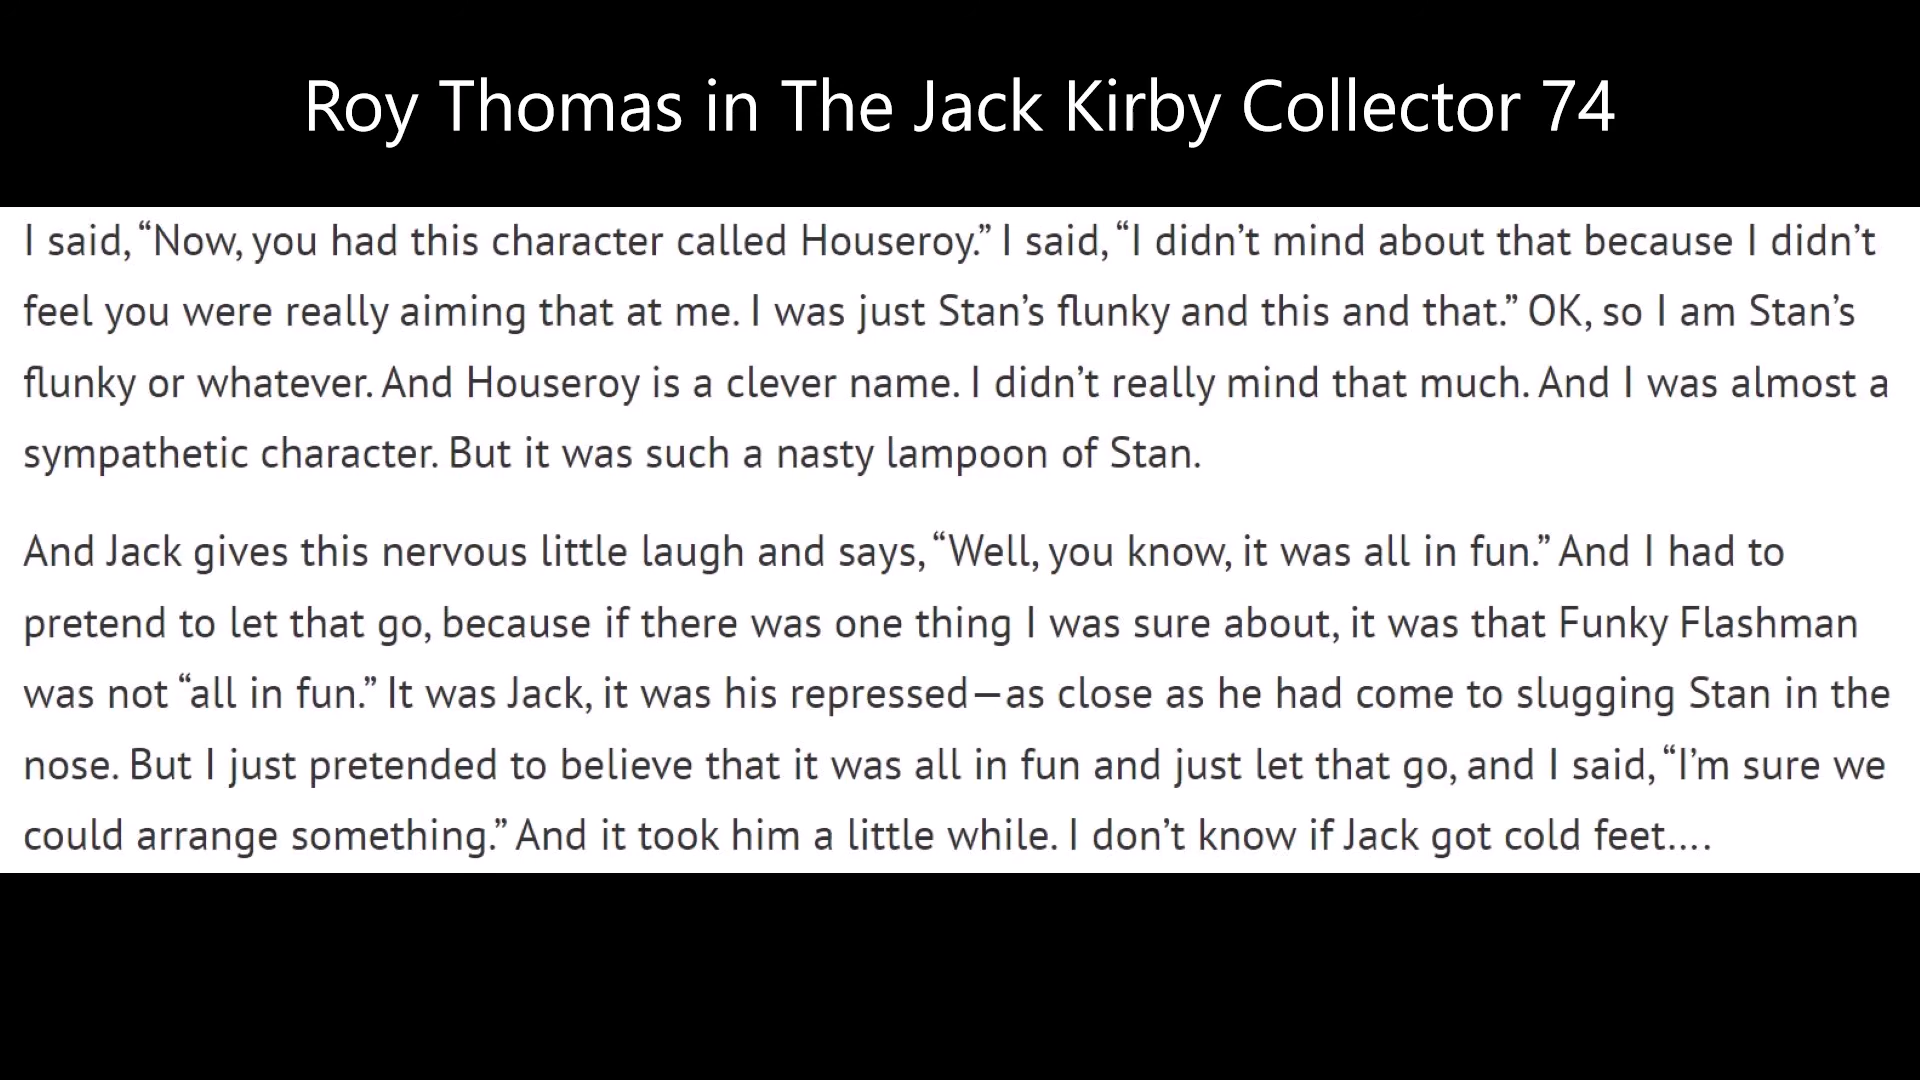 Roy Thomas in The Jack Kirby Collector 74
I said, “Now, you had this character called Houseroy.” I said, “I didn’t mind about that because I didn’t
feel you were really aiming that at me. I was just Stan’s flunky and this and that.” OK, so I am Stan’s
flunky or whatever. And Houseroy is a clever name. I didn’t really mind that much. And I was almost a
sympathetic character. But it was such a nasty lampoon of Stan.
And Jack gives this nervous little laugh and says, “Well, you know, it was all in fun.” And I had to
pretend to let that go, because if there was one thing I was sure about, it was that Funky Flashman
was not “all in fun.” It was Jack, it was his repressed—as close as he had come to slugging Stan in the
nose. But I just pretended to believe that it was all in fun and just let that go, and I said, “I’m sure we
could arrange something.” And it took him a little while. I don’t know if Jack got cold feet….